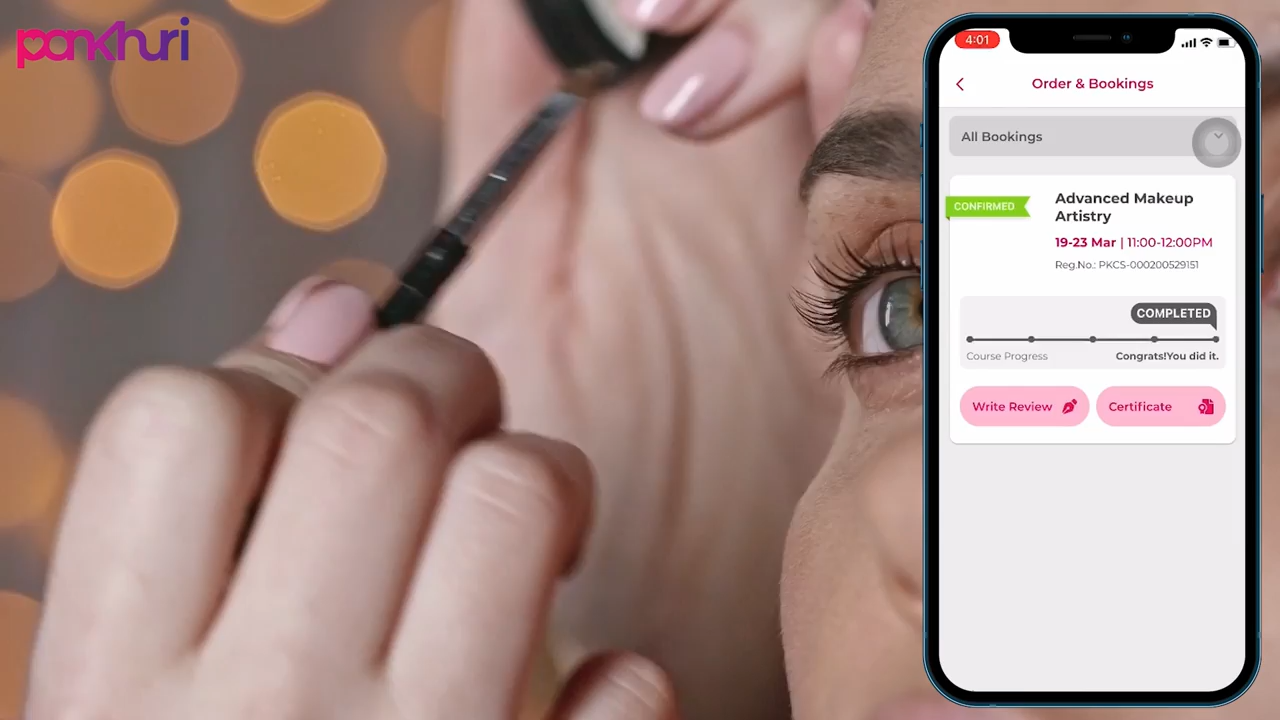 pankhuri
4:01
Order & Bookings
All Bookings
CONFIRMED
Advanced Makeup
Artistry
19-23 Mar | 11:00-12:00PM
Reg.No.: PKCS-000200529151
COMPLETED
Course Progress
Congrats!You did it.
Write Review
Certificate